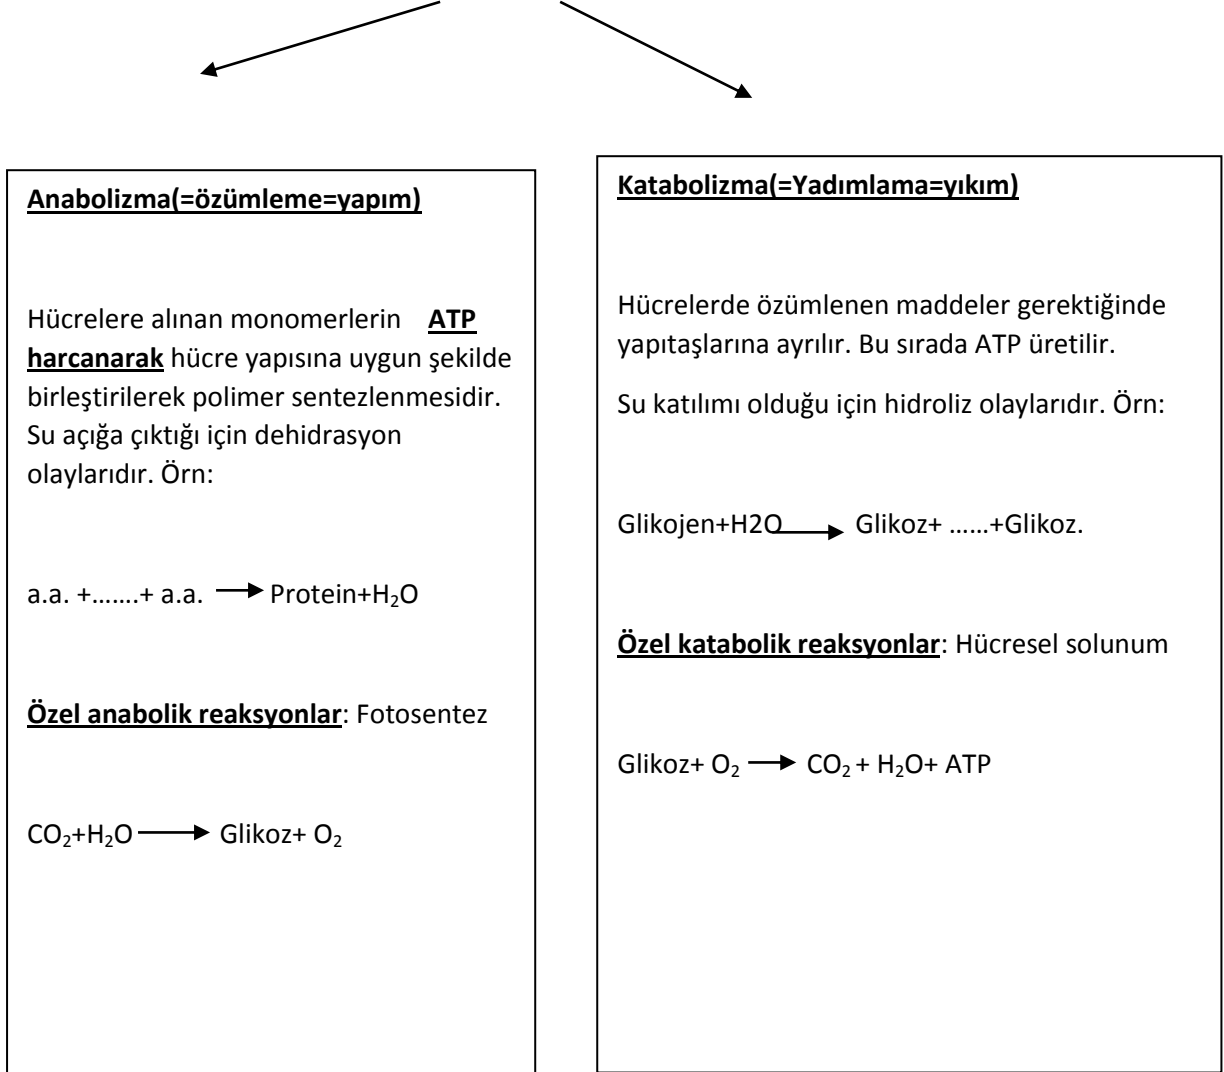 Anabolizma(=özümleme=yapım)
Hücrelere alınan monomerlerin ATP
harcanarak hücre yapısına uygun şekilde
birleştirilerek polimer sentezlenmesidir.
Su açığa çıktığı için dehidrasyon
olaylarıdır. Örn:
a.a. +…….+ a.a. → Protein+H₂O
Özel anabolik reaksyonlar: Fotosentez
CO₂+H₂O → Glikoz+ O₂
Katabolizma(=Yadımlama=yıkım)
Hücrelerde özümlenen maddeler gerektiğinde
yapıtaşlarına ayrılır. Bu sırada ATP üretilir.
Su katılımı olduğu için hidroliz olaylarıdır. Örn:
Glikojen+H2O → Glikoz+ ……+Glikoz.
Özel katabolik reaksyonlar: Hücresel solunum
Glikoz+ O₂ → CO₂ + H₂O+ ATP